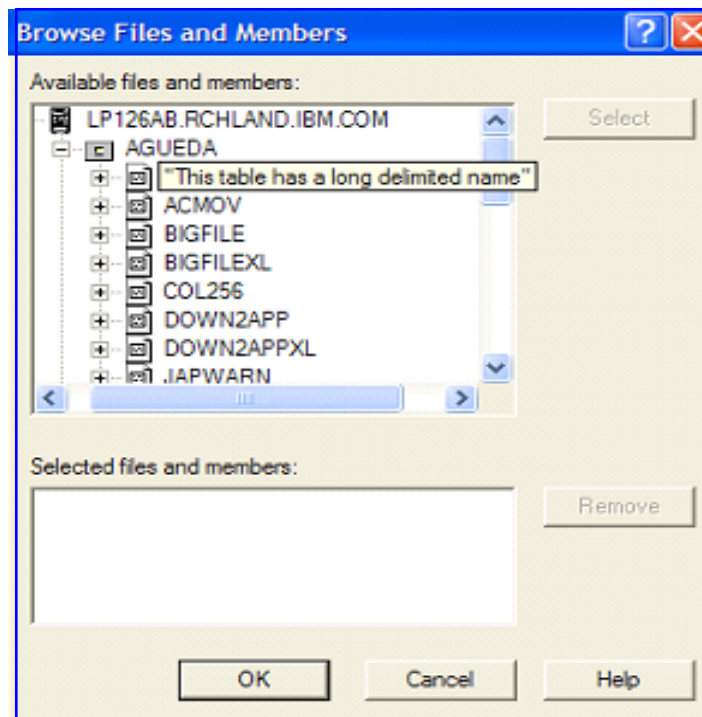 Browse Files and Members
Available files and members:
LP126AB.RCHLAND.IBM.COM
Select
AGUEDA
"This table has a long delimited name"
ACMOV
BIGFILE
BIGFILEXL
COL256
DOWN2APP
DOWN2APPXL
JAPWARN
Selected files and members:
Remove
OK
Cancel
Help